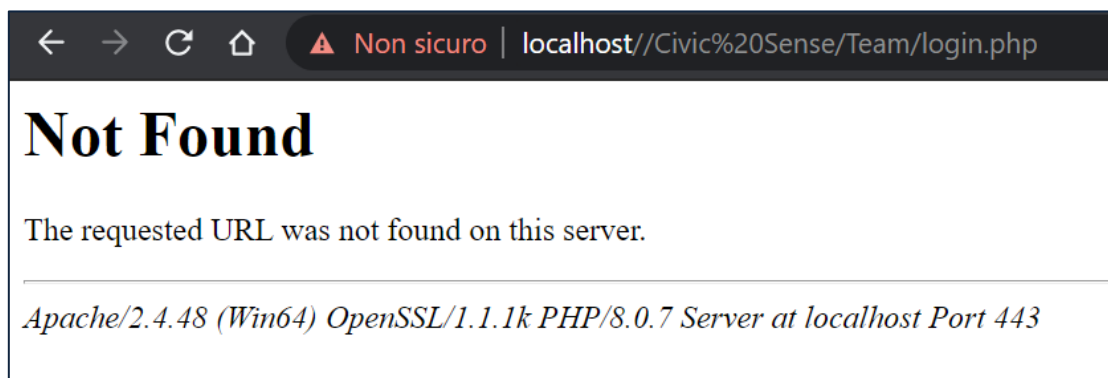 Non sicuro | localhost//Civic%20Sense/Team/login.php
Not Found
The requested URL was not found on this server.
Apache/2.4.48 (Win64) OpenSSL/1.1.1k PHP/8.0.7 Server at localhost Port 443